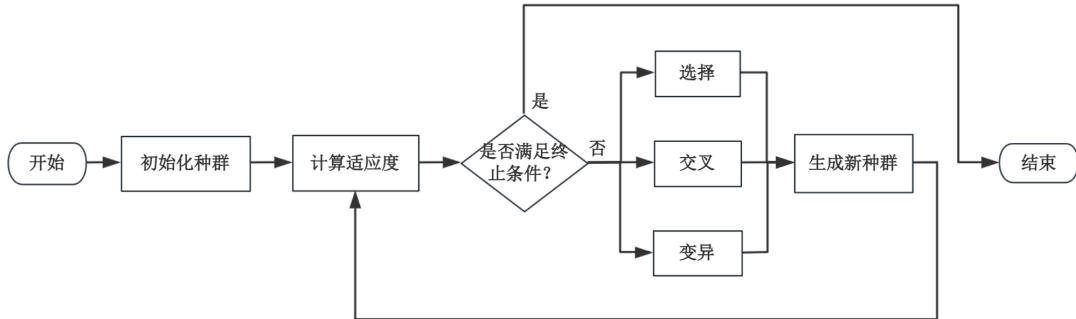 开始
初始化种群
计算适应度
是否满足终
止条件？
是
否
选择
交叉
变异
生成新种群
结束